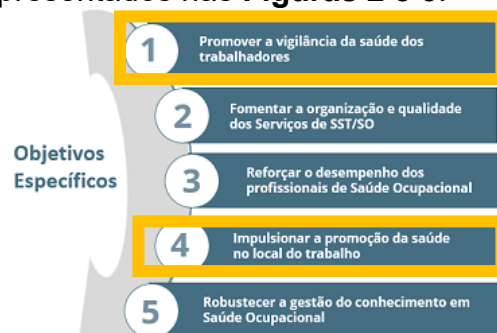 presentados nas Figuras 2 e 3.
1
Promover a vigilância da saúde dos
trabalhadores
2
Fomentar a organização e qualidade
dos Serviços de SST/SO
Objetivos
Específicos
3
Reforçar o desempenho dos
profissionais de Saúde Ocupacional
4
Impulsionar a promoção da saúde
no local do trabalho
5
Robustecer a gestão do conhecimento em
Saúde Ocupacional